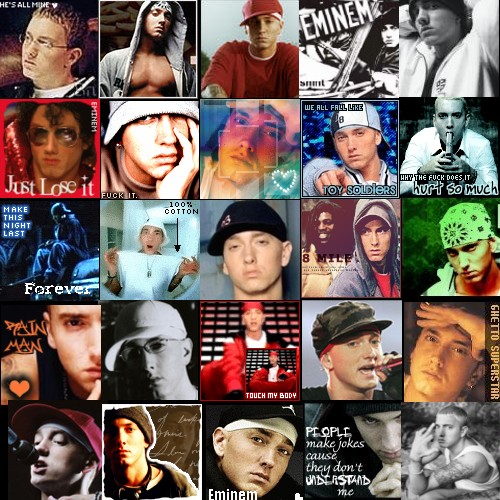 HE'S ALL MINE ♥
EMINEM
EMINEM
Just Lose it
FUCK IT.
WE ALL FALL LIKE
TOY SOLDIERS
WHY THE FUCK DOES IT
hurt so much
MAKE
THIS
NIGHT
LAST
Forever
100%
COTTON
8 MILE
RAIN
MAN
TOUCH MY BODY
GHETTO SUPERSTAR
Eminem
PEOPLE
make jokes
cause
they don't
UNDERSTAND
me